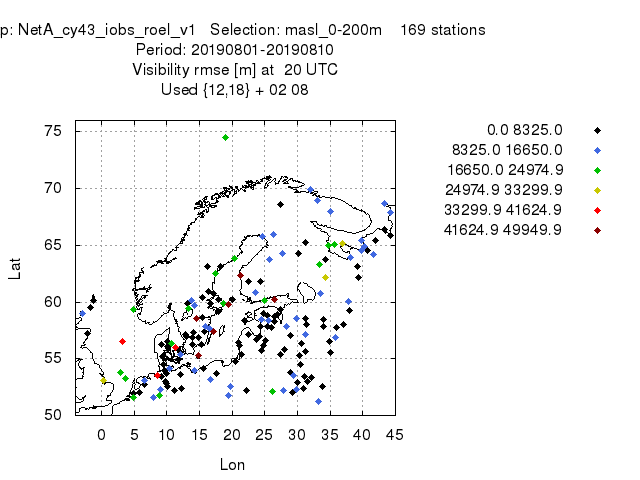 p: NetA_cy43_iobs_roel_v1 Selection: masl_0-200m 169 stations
Period: 20190801-20190810
Visibility rmse [m] at 20 UTC
Used {12,18} + 02 08
0.0 8325.0
8325.0 16650.0
16650.0 24974.9
24974.9 33299.9
33299.9 41624.9
41624.9 49949.9
75
70
65
60
55
50
Lat
0 5 10 15 20 25 30 35 40 45
Lon